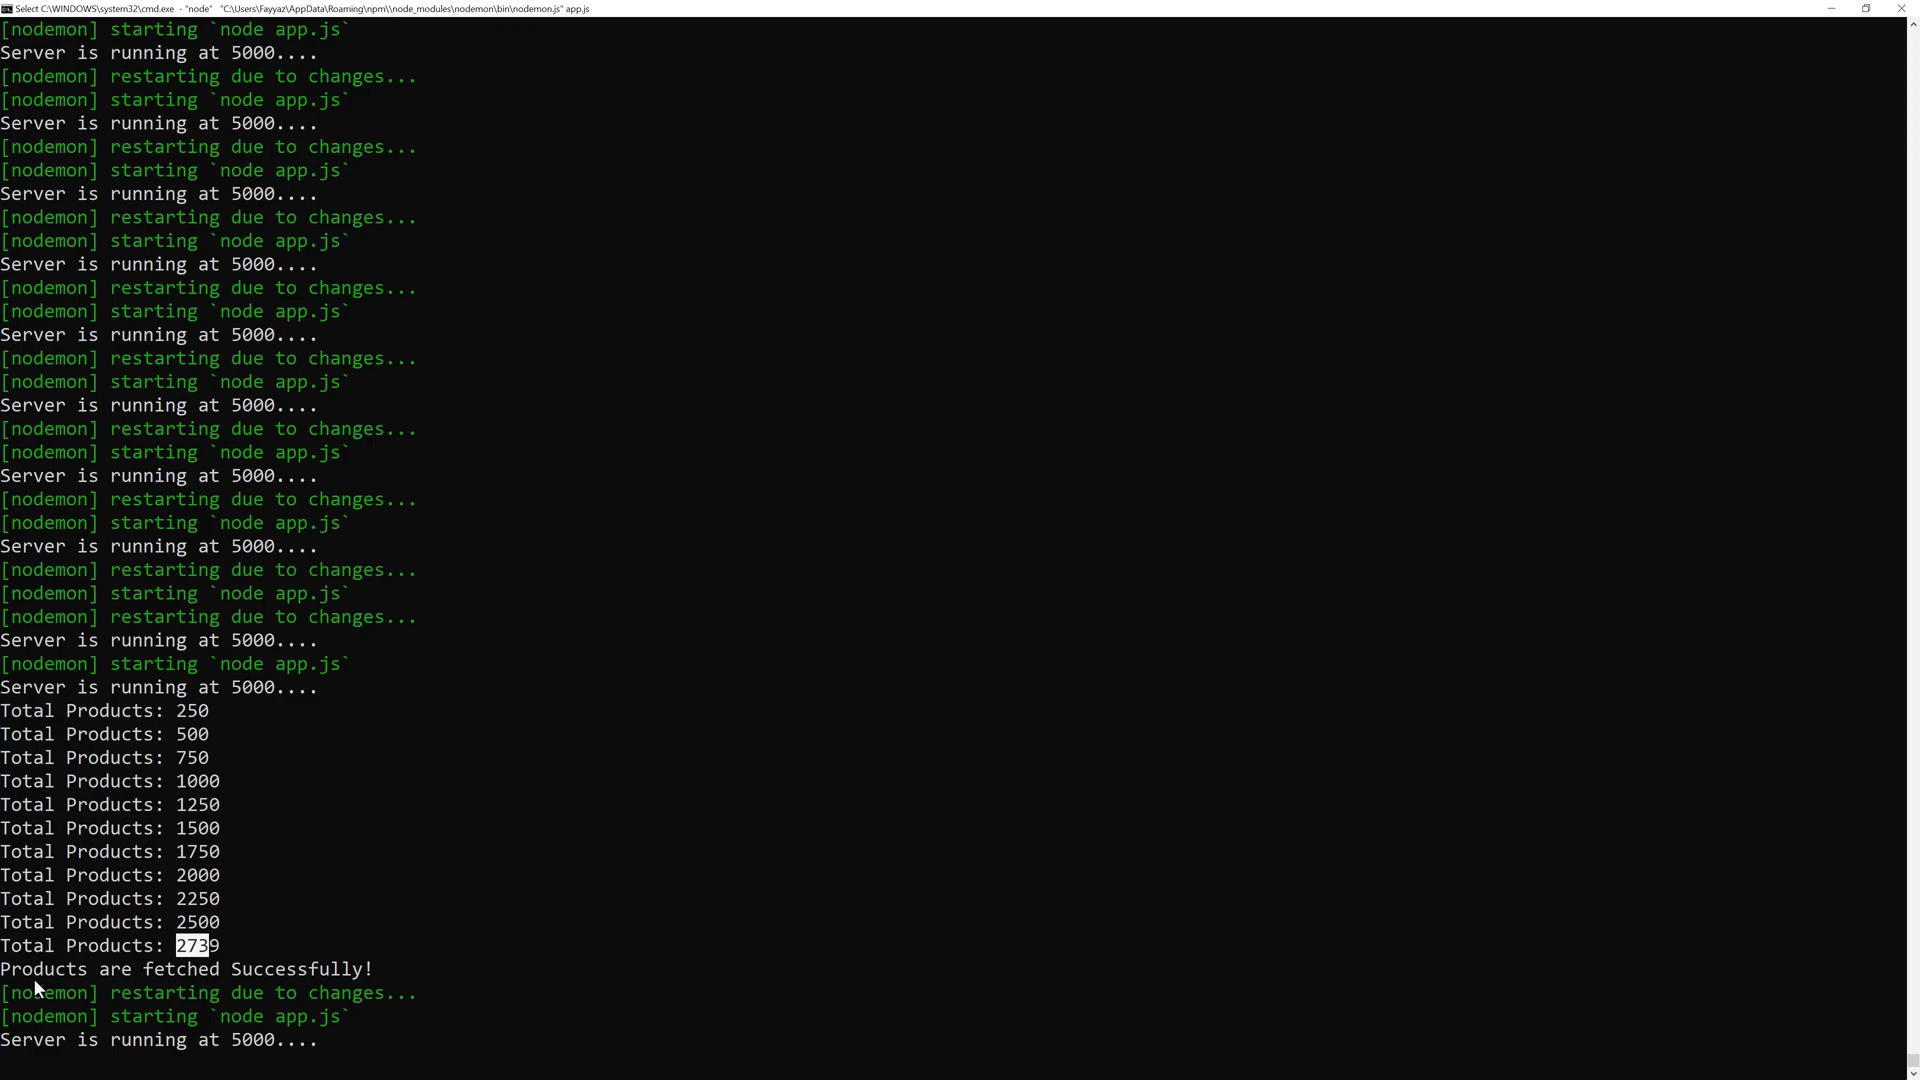 Select C:\WINDOWS\system32\cmd.exe - "node" "C:\Users\Fayyaz\AppData\Roaming\npm\\node_modules\nodemon\bin\nodemon.js" app.js
[nodemon] starting `node app.js`
Server is running at 5000....
[nodemon] restarting due to changes...
[nodemon] starting `node app.js`
Server is running at 5000....
[nodemon] restarting due to changes...
[nodemon] starting `node app.js`
Server is running at 5000....
[nodemon] restarting due to changes...
[nodemon] starting `node app.js`
Server is running at 5000....
[nodemon] restarting due to changes...
[nodemon] starting `node app.js`
Server is running at 5000....
[nodemon] restarting due to changes...
[nodemon] starting `node app.js`
Server is running at 5000....
[nodemon] restarting due to changes...
[nodemon] starting `node app.js`
Server is running at 5000....
[nodemon] restarting due to changes...
[nodemon] starting `node app.js`
Server is running at 5000....
[nodemon] restarting due to changes...
[nodemon] starting `node app.js`
[nodemon] restarting due to changes...
Server is running at 5000....
[nodemon] starting `node app.js`
Server is running at 5000....
Total Products: 250
Total Products: 500
Total Products: 750
Total Products: 1000
Total Products: 1250
Total Products: 1500
Total Products: 1750
Total Products: 2000
Total Products: 2250
Total Products: 2500
Total Products: 2739
Products are fetched Successfully!
[nodemon] restarting due to changes...
[nodemon] starting `node app.js`
Server is running at 5000....